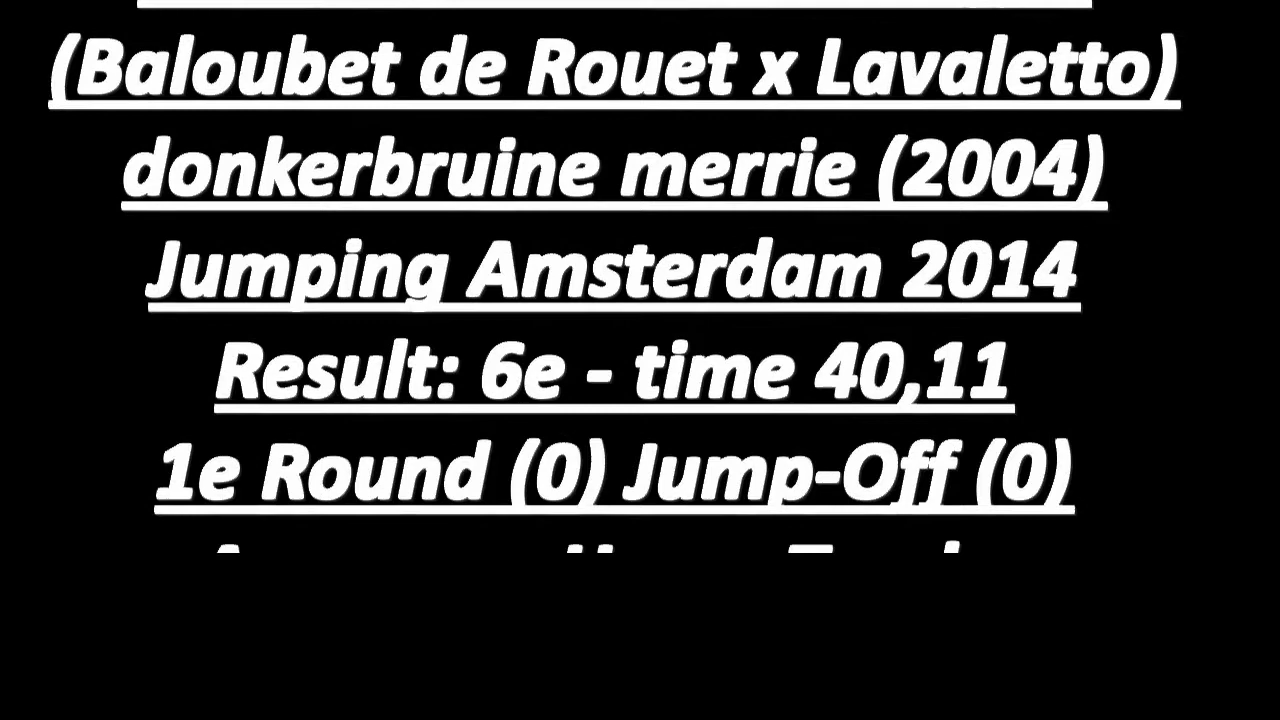 (Baloubet de Rouet x Lavaletto)
donkerbruine merrie (2004)
Jumping Amsterdam 2014
Result: 6e - time 40,11
1e Round (0) Jump-Off (0)